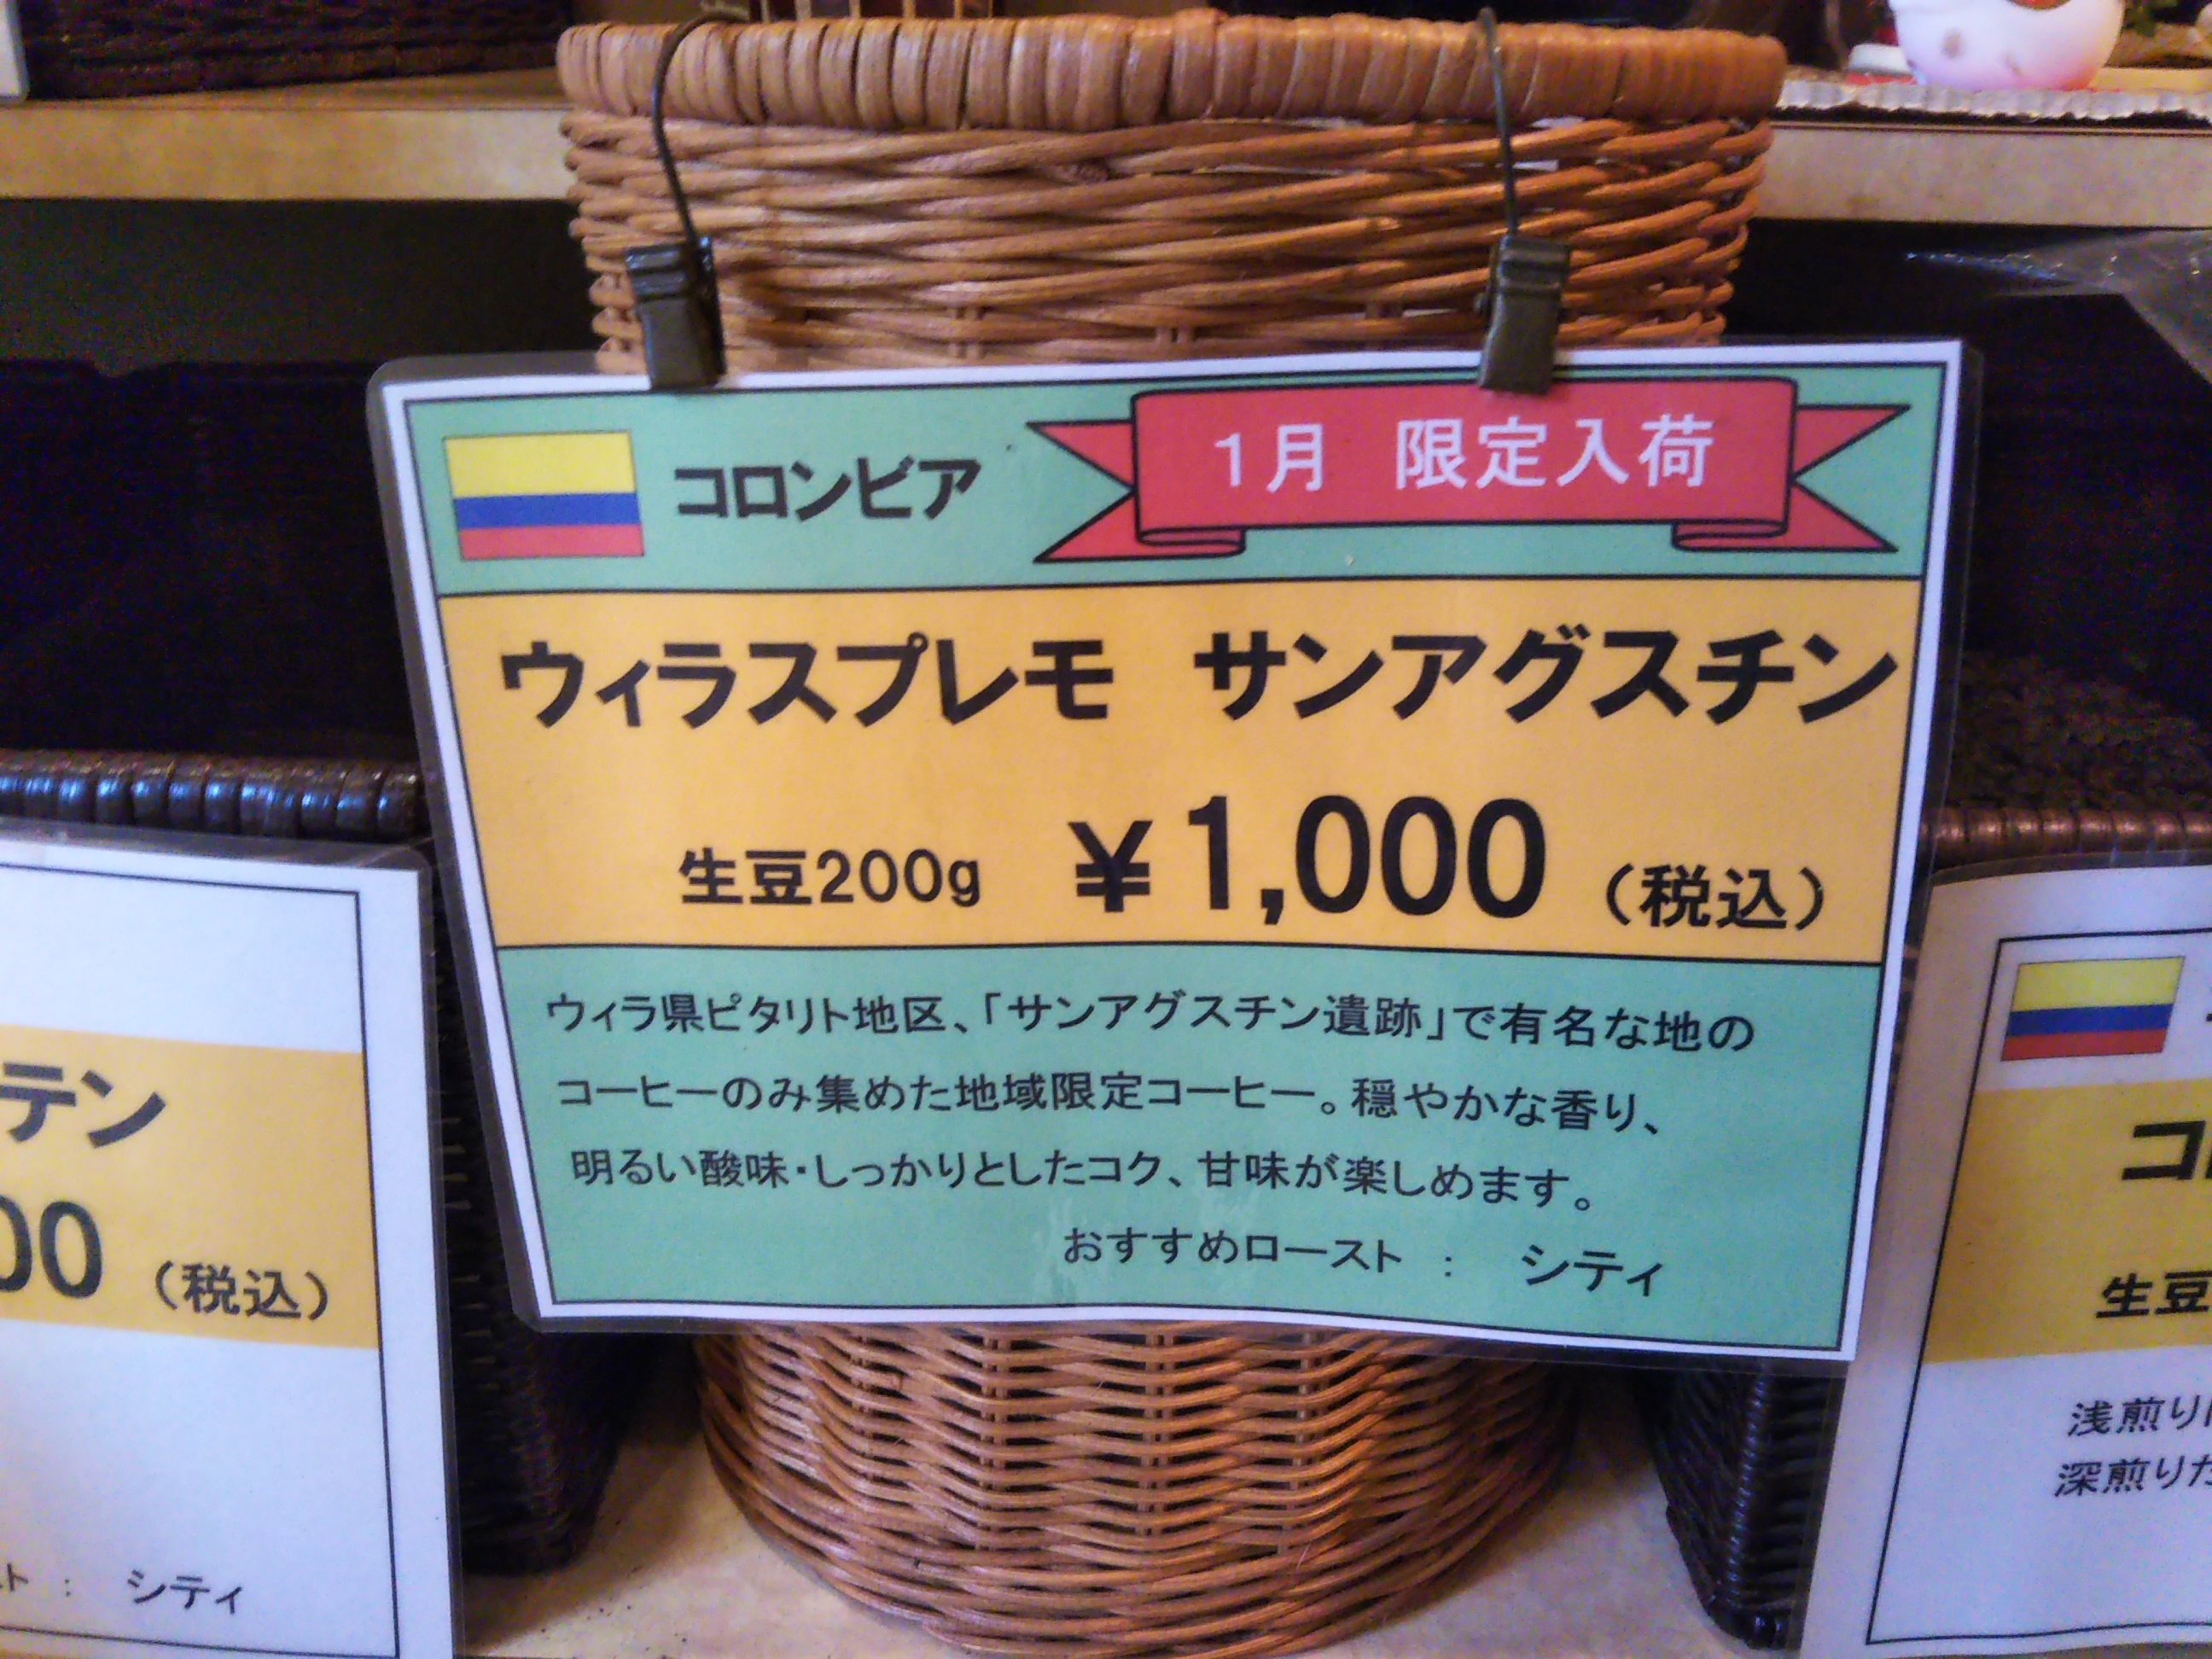 コロンビア
1月　限定入荷
ウィラスプレモ　サンアグスチン
生豆200g　￥1,000（税込）
ウィラ県ピタリト地区、「サンアグスチン遺跡」で有名な地の
コーヒーのみ集めた地域限定コーヒー。穏やかな香り、
明るい酸味・しっかりとしたコク、甘味が楽しめます。
おすすめロースト　：　シティ
テン
00（税込）
スト　：　シティ
コ
生豆
浅煎り
深煎り